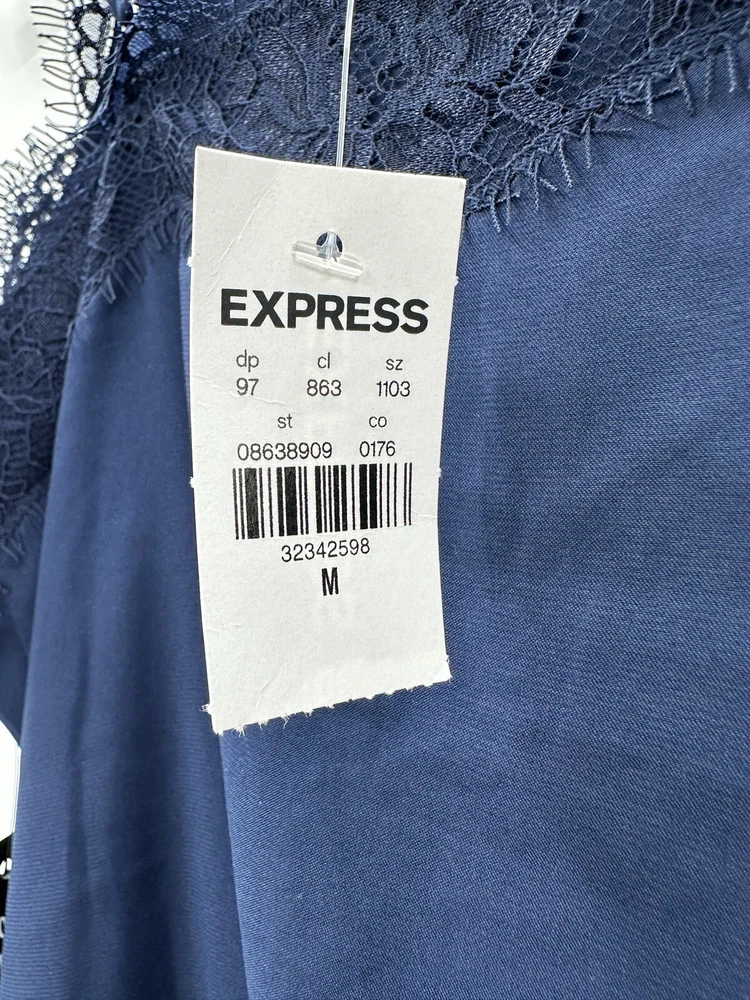 EXPRESS
dp cl sz
97 863 1103
st co
08638909 0176
32342598
M